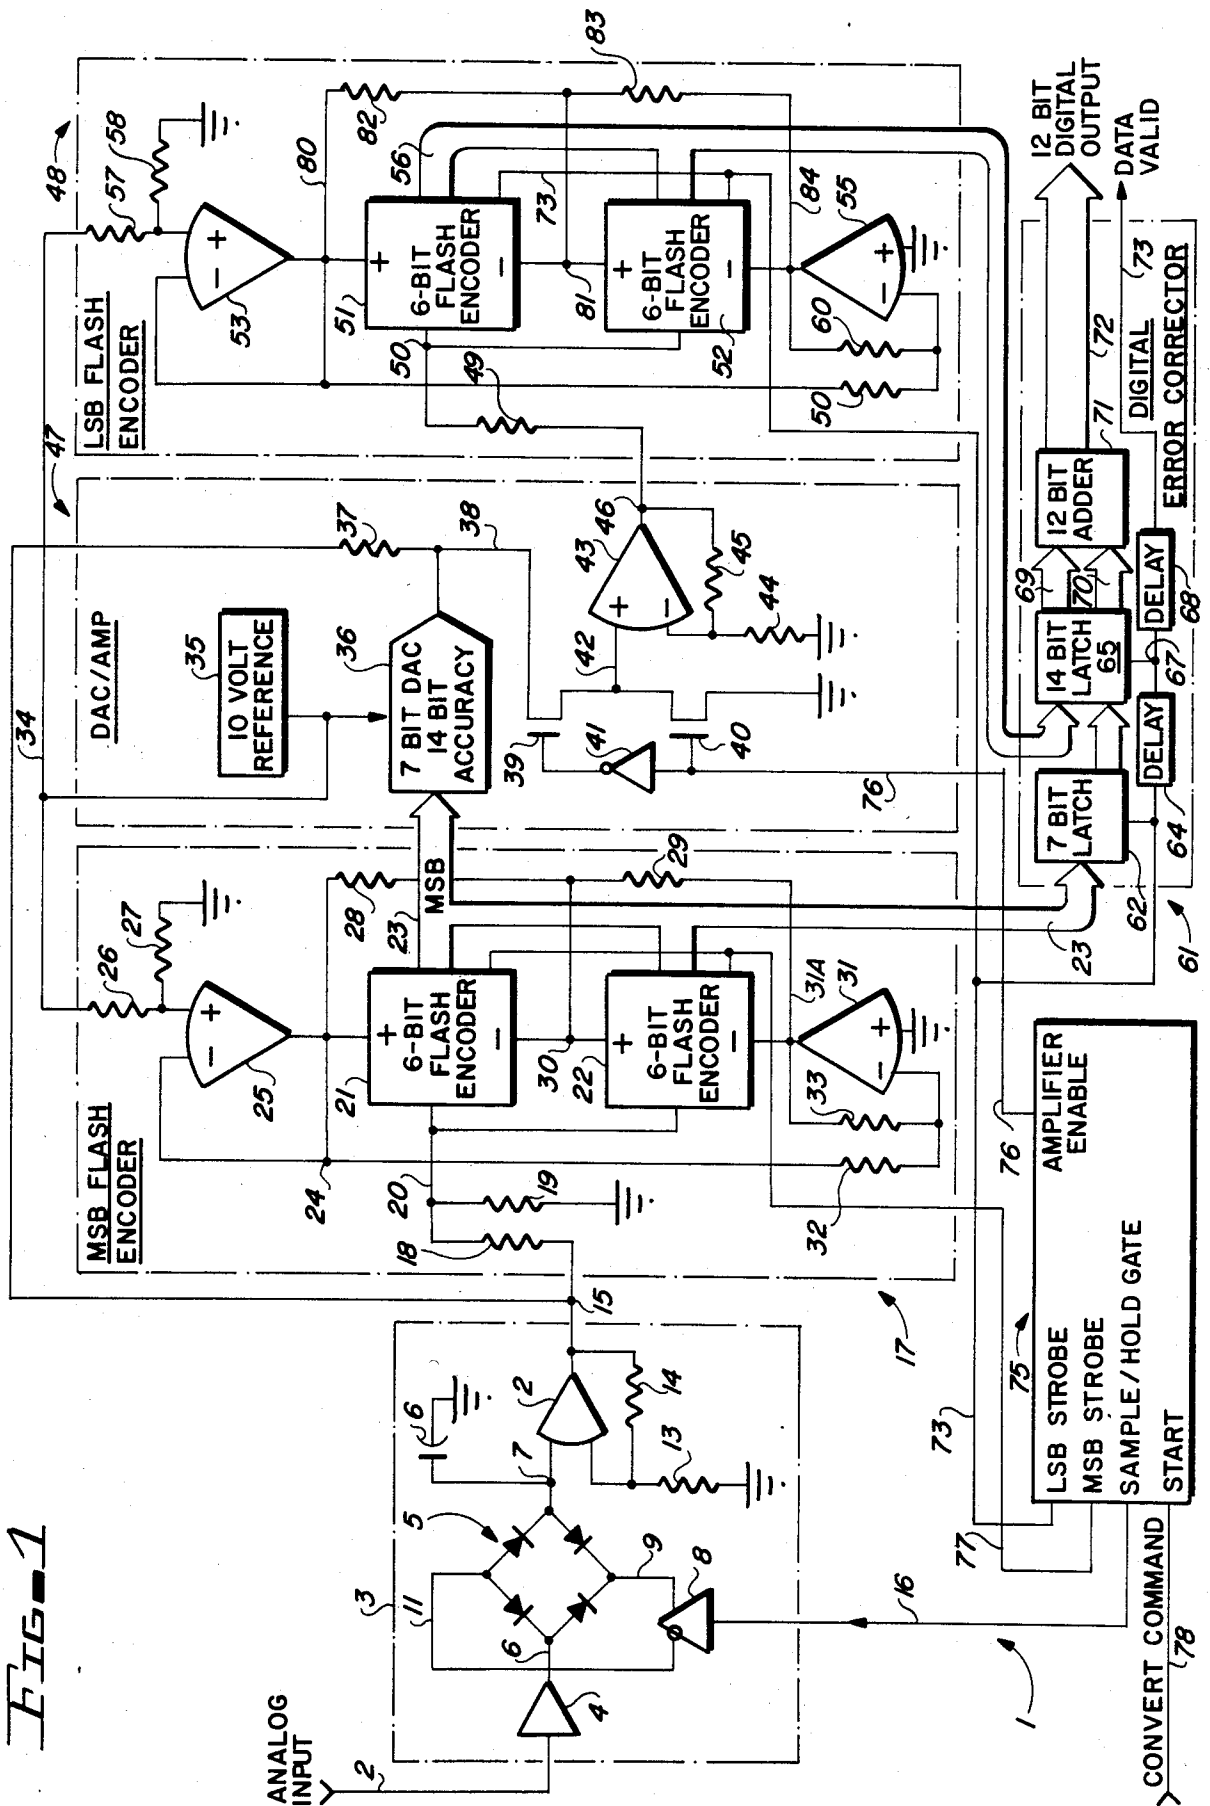 FIG-1
ANALOG
INPUT
2
3
4
5
6
6
7
8
9
11
2
13
14
15
16
1
17
MSB FLASH
ENCODER
18
19
20
24
25
26
27
28
29
30
21
6-BIT
FLASH
ENCODER
+
-
22
6-BIT
FLASH
ENCODER
+
-
23
MSB
31
31A
32
33
+
-
+
-
34
DAC/AMP
35
10 VOLT
REFERENCE
36
7 BIT DAC
14 BIT
ACCURACY
37
38
39
40
41
42
43
44
45
46
+
-
76
47
LSB FLASH
ENCODER
48
49
50
51
6-BIT
FLASH
ENCODER
+
-
52
6-BIT
FLASH
ENCODER
+
-
53
+
-
55
+
-
56
57
58
60
50
73
80
81
82
83
84
75
LSB STROBE
MSB STROBE
SAMPLE/HOLD GATE
START
AMPLIFIER
ENABLE
76
73
77
CONVERT COMMAND
78
61
23
62
7 BIT
LATCH
64
DELAY
14 BIT
LATCH
65
67
DELAY
68
69
70
12 BIT
ADDER
71
72
73
DIGITAL
ERROR CORRECTOR
12 BIT
DIGITAL
OUTPUT
DATA
VALID